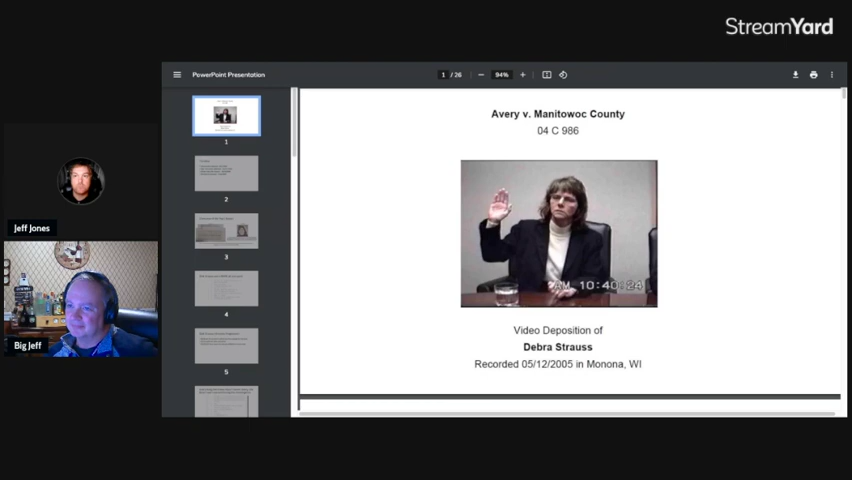 StreamYard
PowerPoint Presentation
1 / 26
94%
Avery v. Manitowoc County
04 C 986
AM 10:40:24
Video Deposition of
Debra Strauss
Recorded 05/12/2005 in Monona, WI
1
2
3
4
5
Jeff Jones
Big Jeff